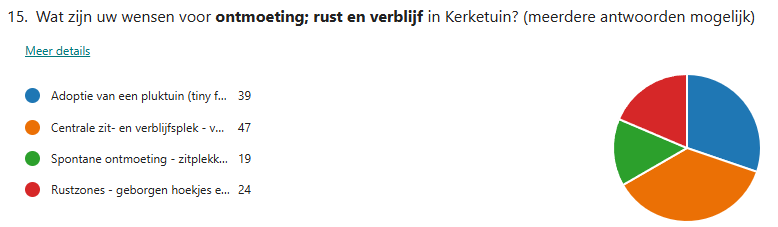 15. Wat zijn uw wensen voor ontmoeting; rust en verblijf in Kerketuin? (meerdere antwoorden mogelijk)
Meer details
Adoptie van een pluktuin (tiny f... 39
Centrale zit- en verblijfsplek - v... 47
Spontane ontmoeting - zitplekk... 19
Rustzones - geborgen hoekjes e... 24